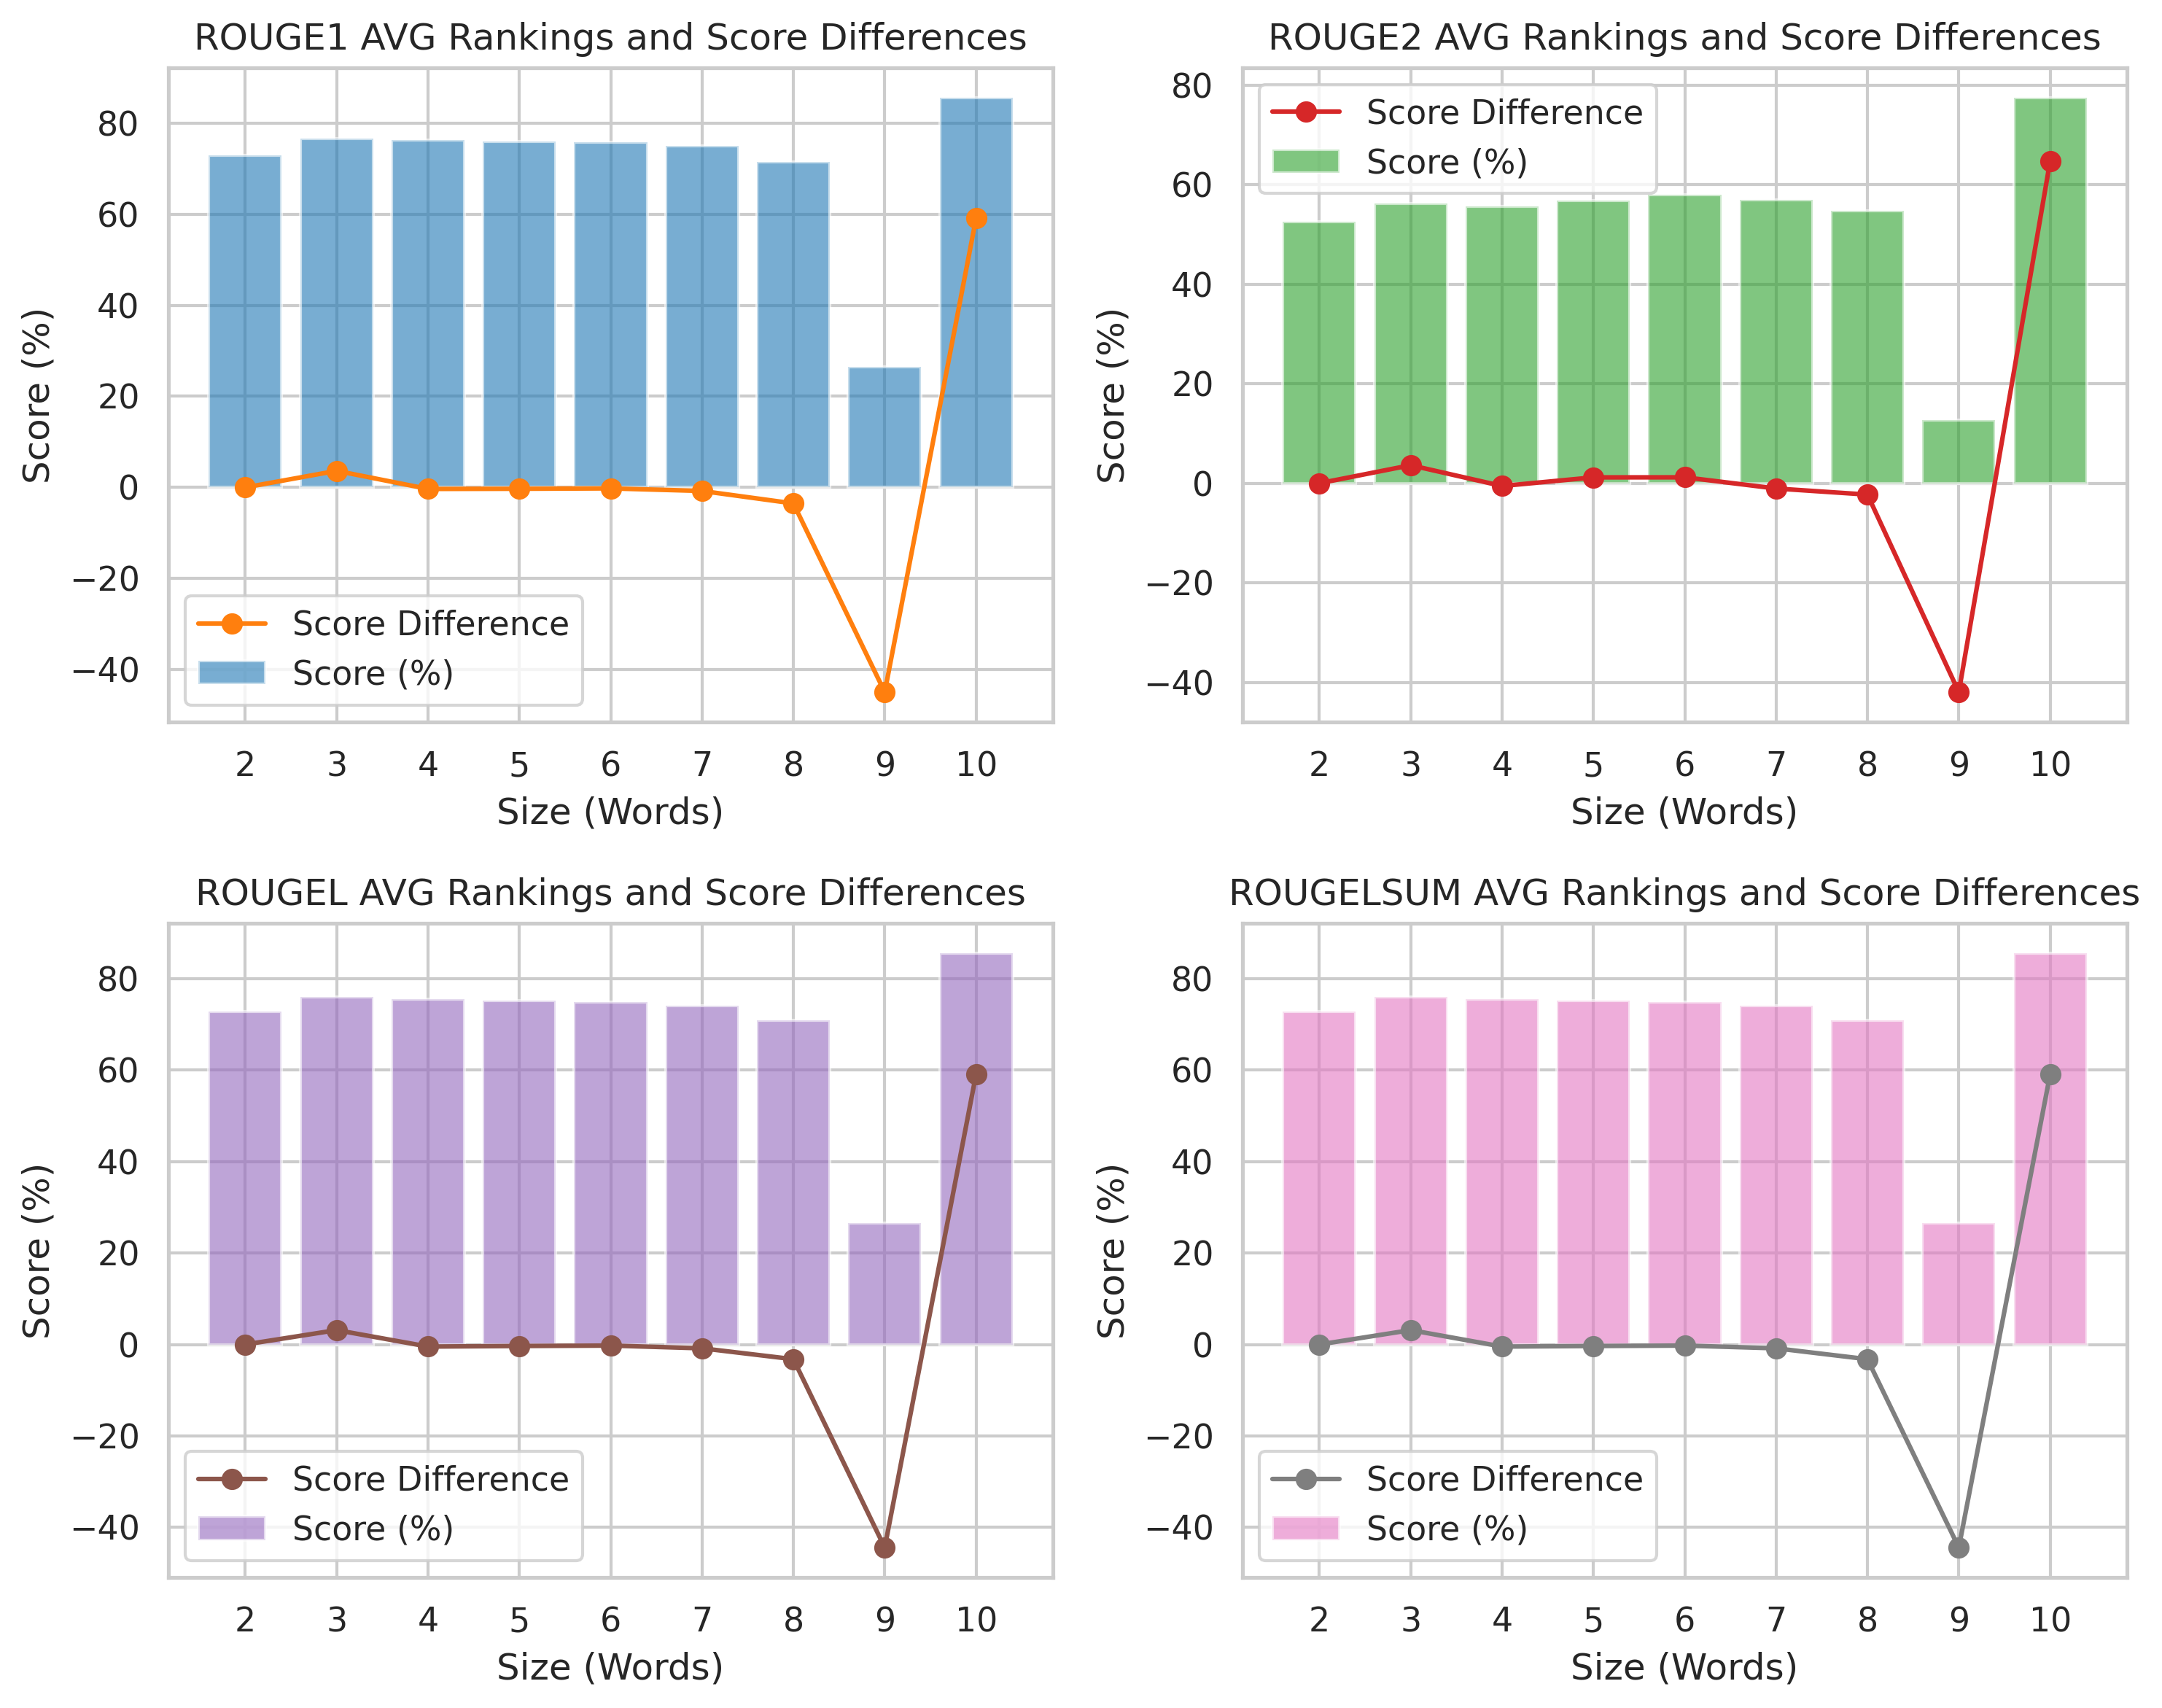 ROUGE1 AVG Rankings and Score Differences
Score (%)
80
60
40
20
0
−20
−40
Score Difference
Score (%)
2 3 4 5 6 7 8 9 10
Size (Words)
ROUGE2 AVG Rankings and Score Differences
Score (%)
80
60
40
20
0
−20
−40
Score Difference
Score (%)
2 3 4 5 6 7 8 9 10
Size (Words)
ROUGEL AVG Rankings and Score Differences
Score (%)
80
60
40
20
0
−20
−40
Score Difference
Score (%)
2 3 4 5 6 7 8 9 10
Size (Words)
ROUGELSUM AVG Rankings and Score Differences
Score (%)
80
60
40
20
0
−20
−40
Score Difference
Score (%)
2 3 4 5 6 7 8 9 10
Size (Words)